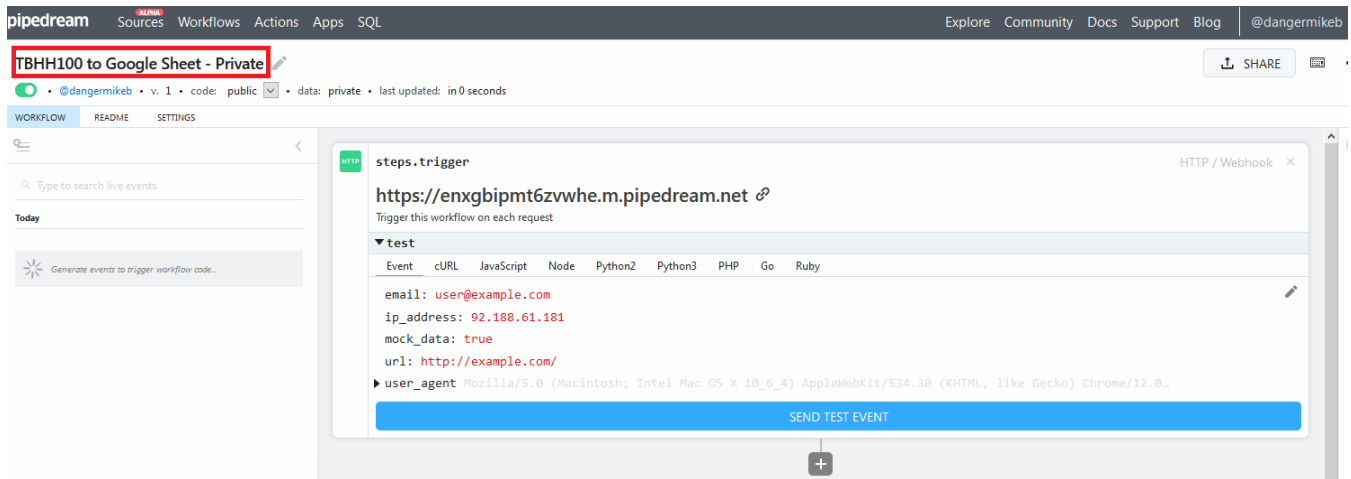 pipedream Sources ALPHA Workflows Actions Apps SQL Explore Community Docs Support Blog @dangermikeb
TBHH100 to Google Sheet - Private SHARE
• @dangermikeb • v. 1 • code: public • data: private • last updated: in 0 seconds
WORKFLOW README SETTINGS
Type to search live events
Today
Generate events to trigger workflow code...
HTTP steps.trigger HTTP / Webhook ×
https://enxgbipmt6zvwhe.m.pipedream.net
Trigger this workflow on each request
▼ test
Event cURL JavaScript Node Python2 Python3 PHP Go Ruby
email: user@example.com
ip_address: 92.188.61.181
mock_data: true
url: http://example.com/
▶ user_agent Mozilla/5.0 (Macintosh; Intel Mac OS X 10_6_4) AppleWebKit/534.30 (KHTML, like Gecko) Chrome/12.0…
SEND TEST EVENT
+